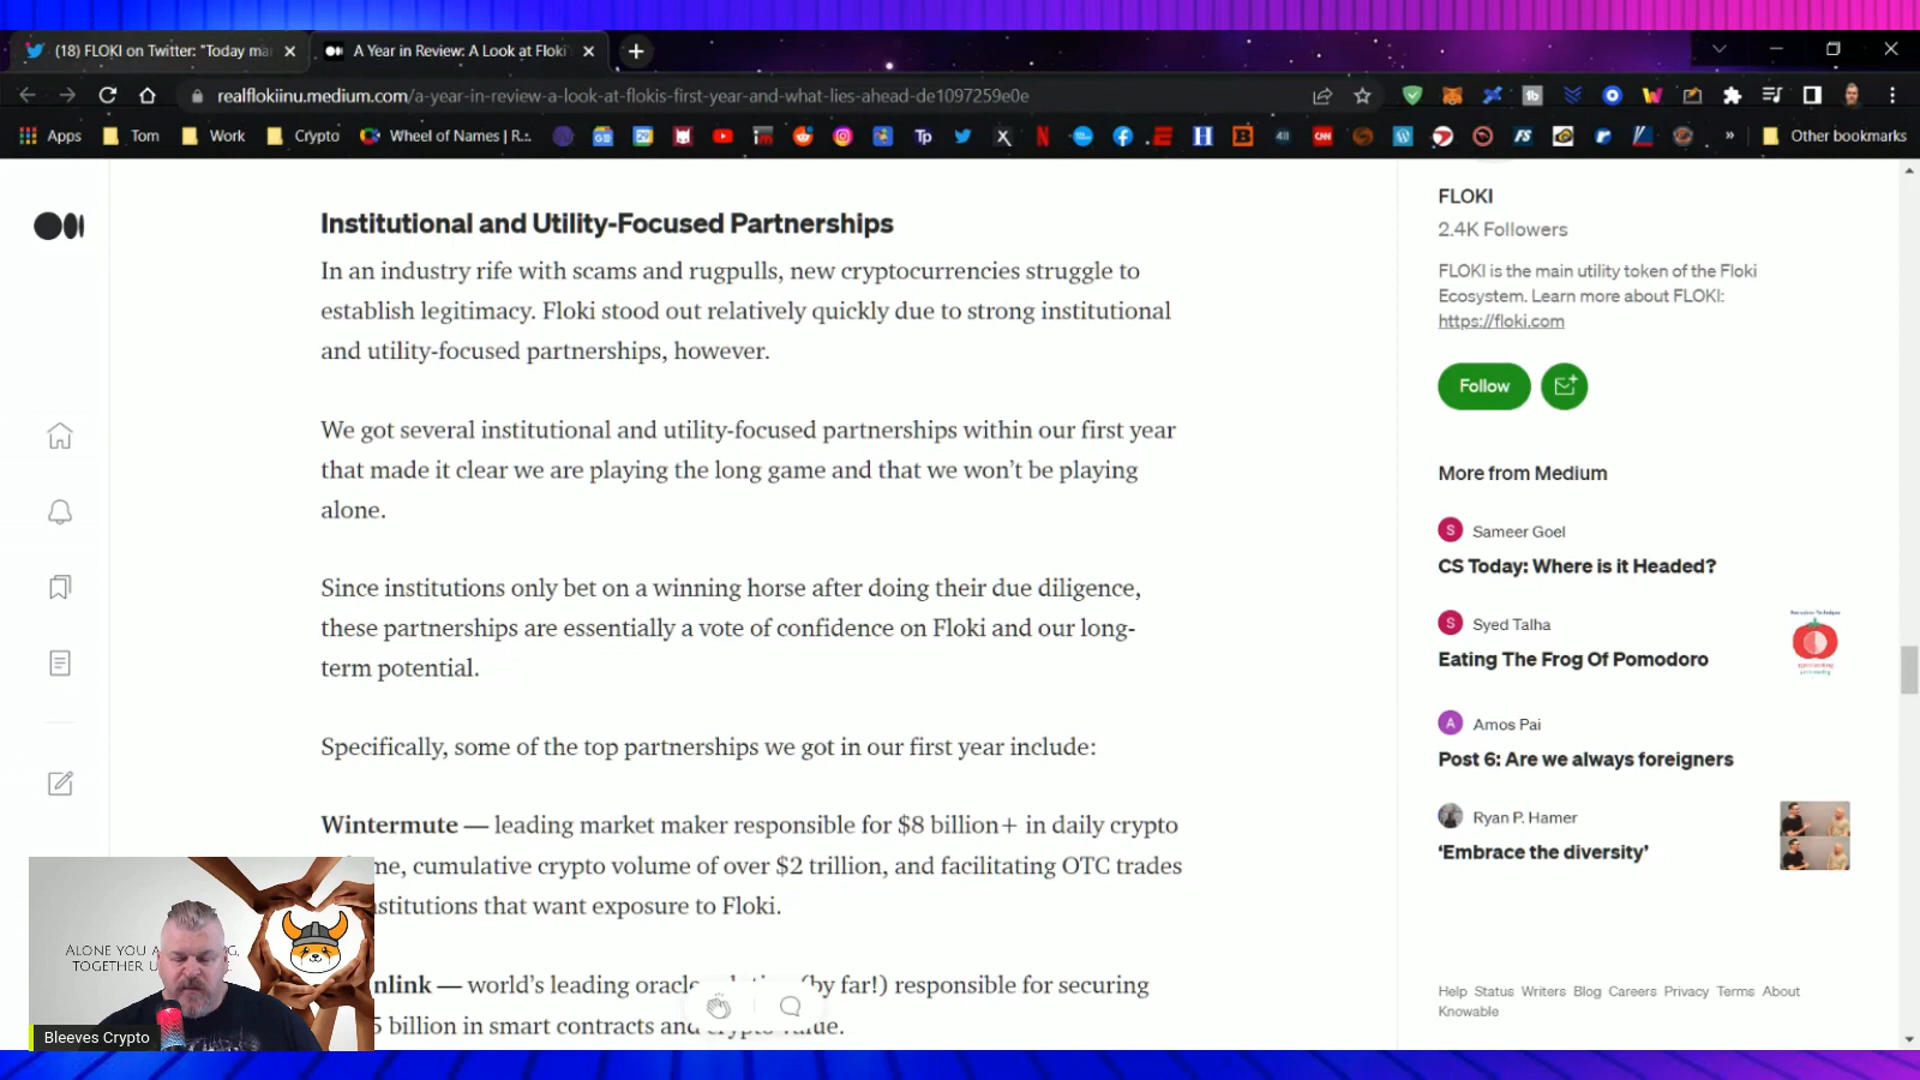 (18) FLOKI on Twitter: "Today ma
A Year in Review: A Look at Floki
realflokiinu.medium.com/a-year-in-review-a-look-at-flokis-first-year-and-what-lies-ahead-de1097259e0e
Apps
Tom
Work
Crypto
Wheel of Names | R...
Tp
CNN
FS
»
Other bookmarks
Institutional and Utility-Focused Partnerships
In an industry rife with scams and rugpulls, new cryptocurrencies struggle to
establish legitimacy. Floki stood out relatively quickly due to strong institutional
and utility-focused partnerships, however.
We got several institutional and utility-focused partnerships within our first year
that made it clear we are playing the long game and that we won't be playing
alone.
Since institutions only bet on a winning horse after doing their due diligence,
these partnerships are essentially a vote of confidence on Floki and our long-
term potential.
Specifically, some of the top partnerships we got in our first year include:
Wintermute — leading market maker responsible for $8 billion+ in daily crypto
me, cumulative crypto volume of over $2 trillion, and facilitating OTC trades
stitutions that want exposure to Floki.
nlink — world's leading oracle (by far!) responsible for securing
5 billion in smart contracts and crypto value.
ALONE YOU A
TOGETHER
Bleeves Crypto
FLOKI
2.4K Followers
FLOKI is the main utility token of the Floki
Ecosystem. Learn more about FLOKI:
https://floki.com
Follow
More from Medium
S Sameer Goel
CS Today: Where is it Headed?
S Syed Talha
Eating The Frog Of Pomodoro
A Amos Pai
Post 6: Are we always foreigners
Ryan P. Hamer
'Embrace the diversity'
Help Status Writers Blog Careers Privacy Terms About
Knowable